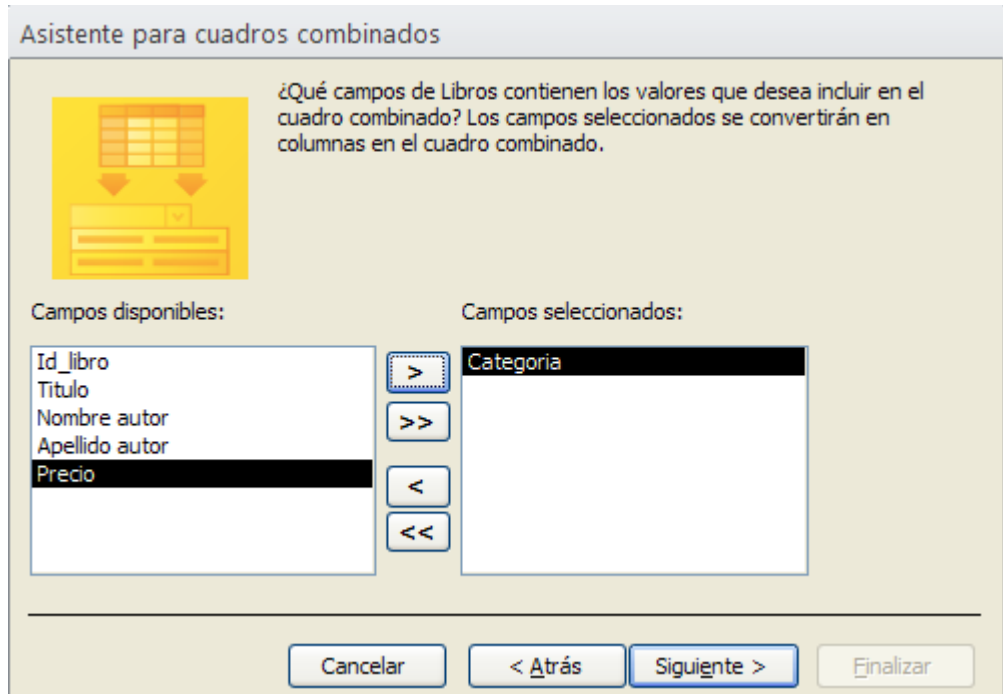 Asistente para cuadros combinados
¿Qué campos de Libros contienen los valores que desea incluir en el
cuadro combinado? Los campos seleccionados se convertirán en
columnas en el cuadro combinado.
Campos disponibles:
Campos seleccionados:
Id_libro
Titulo
Nombre autor
Apellido autor
Precio
>
>>
<
<<
Categoria
Cancelar
< Atrás
Siguiente >
Finalizar